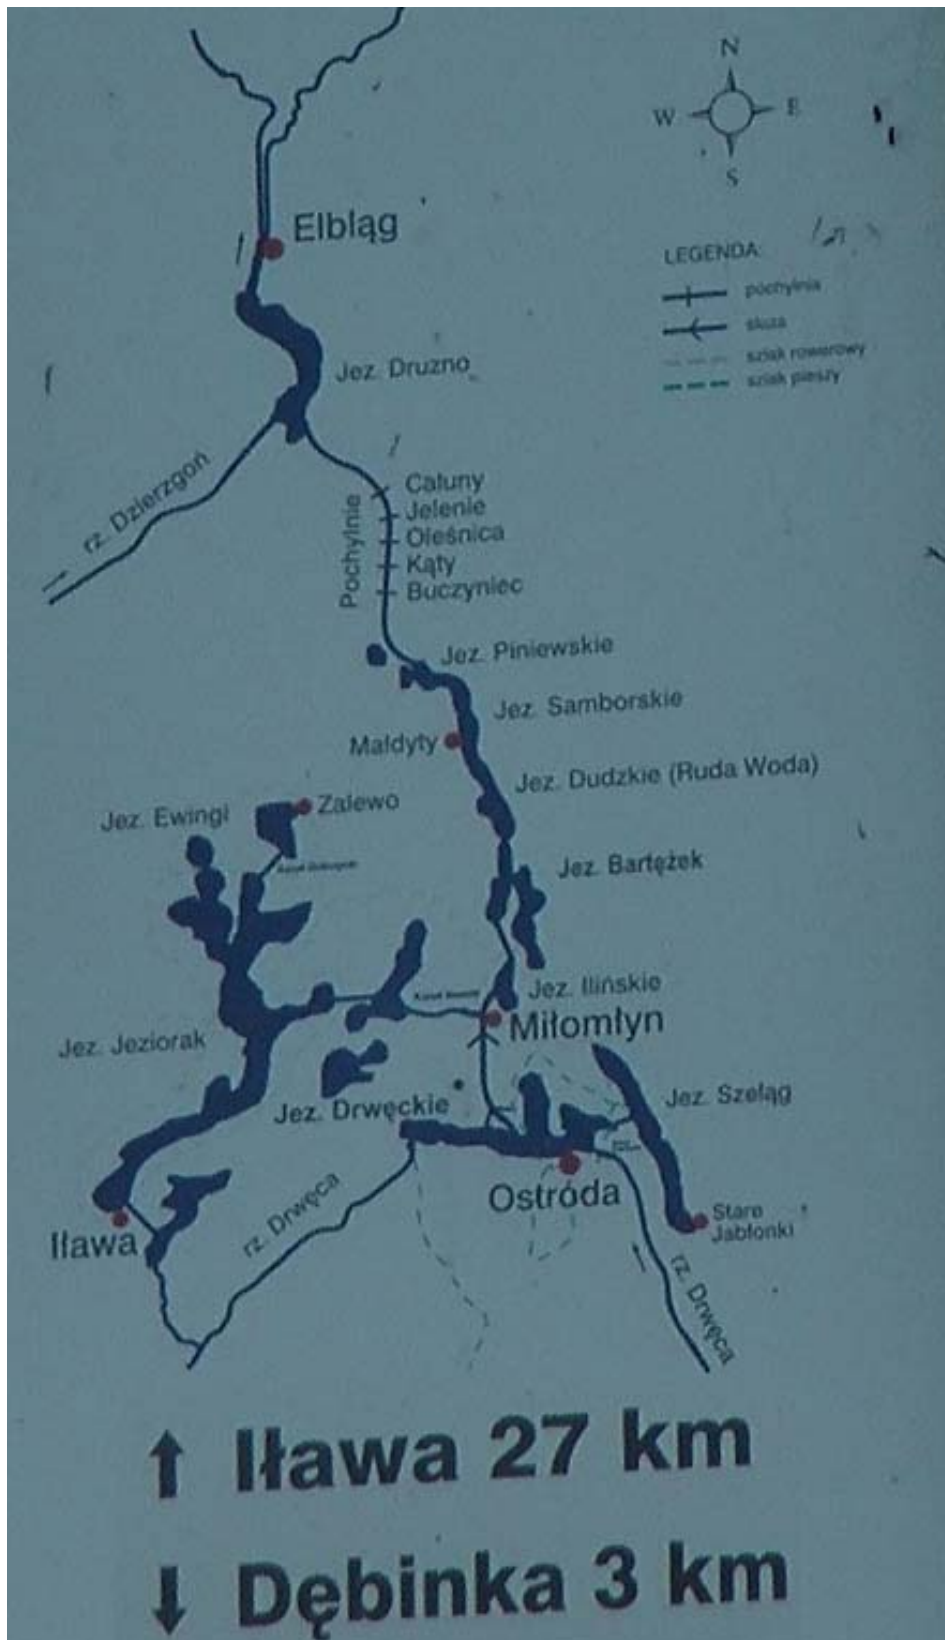 N
W E
S
Elbląg
LEGENDA:
pochylnia
śluza
szlak rowerowy
szlak pieszy
Jez. Druzno
rz. Dzierzgoń
Pochylnie
Całuny
Jelenie
Oleśnica
Kąty
Buczyniec
Jez. Piniewskie
Jez. Samborskie
Małdyty
Jez. Dudzkie (Ruda Woda)
Jez. Ewingi
Zalewo
Jez. Bartężek
Jez. Ilińskie
Miłomłyn
Jez. Jeziorak
Jez. Drwęckie
Jez. Szeląg
Ostróda
Stare
Jabłonki
Iława
rz. Drwęca
rz. Drwęca
↑ Iława 27 km
↓ Dębinka 3 km